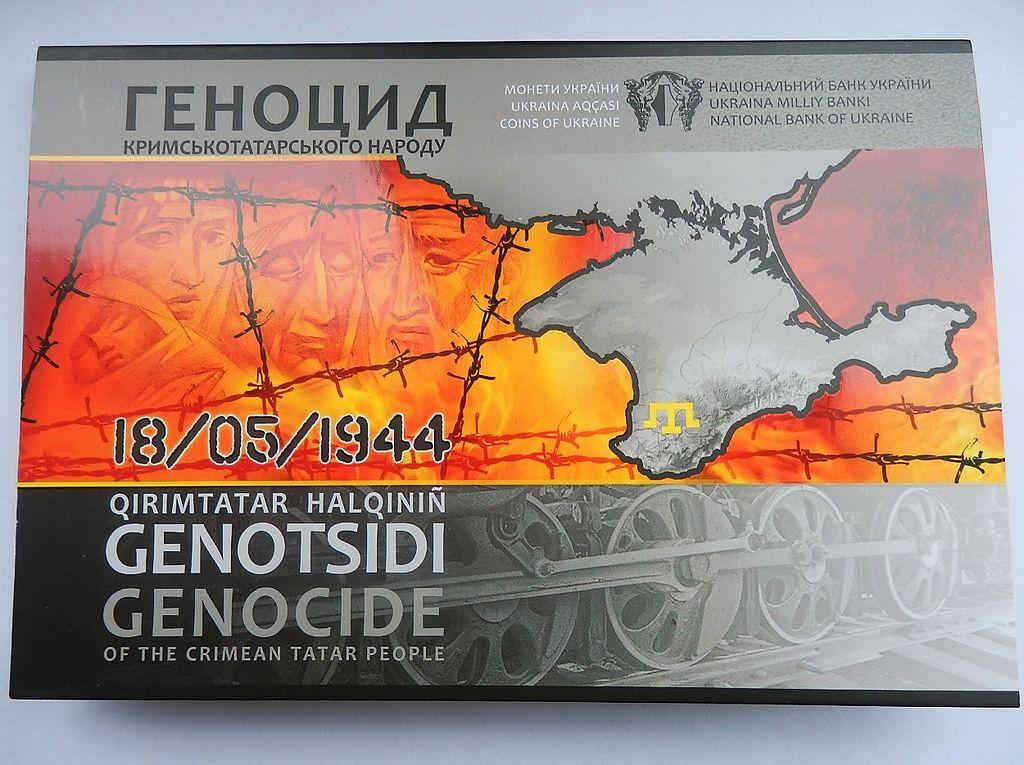 ГЕНОЦИД
КРИМСЬКОТАТАРСЬКОГО НАРОДУ
МОНЕТИ УКРАЇНИ
UKRAINA AQÇASI
COINS OF UKRAINE
НАЦІОНАЛЬНИЙ БАНК УКРАЇНИ
UKRAINA MILLIY BANKI
NATIONAL BANK OF UKRAINE
18/05/1944
QIRIMTATAR HALQINIÑ
GENOTSIDI
GENOCIDE
OF THE CRIMEAN TATAR PEOPLE